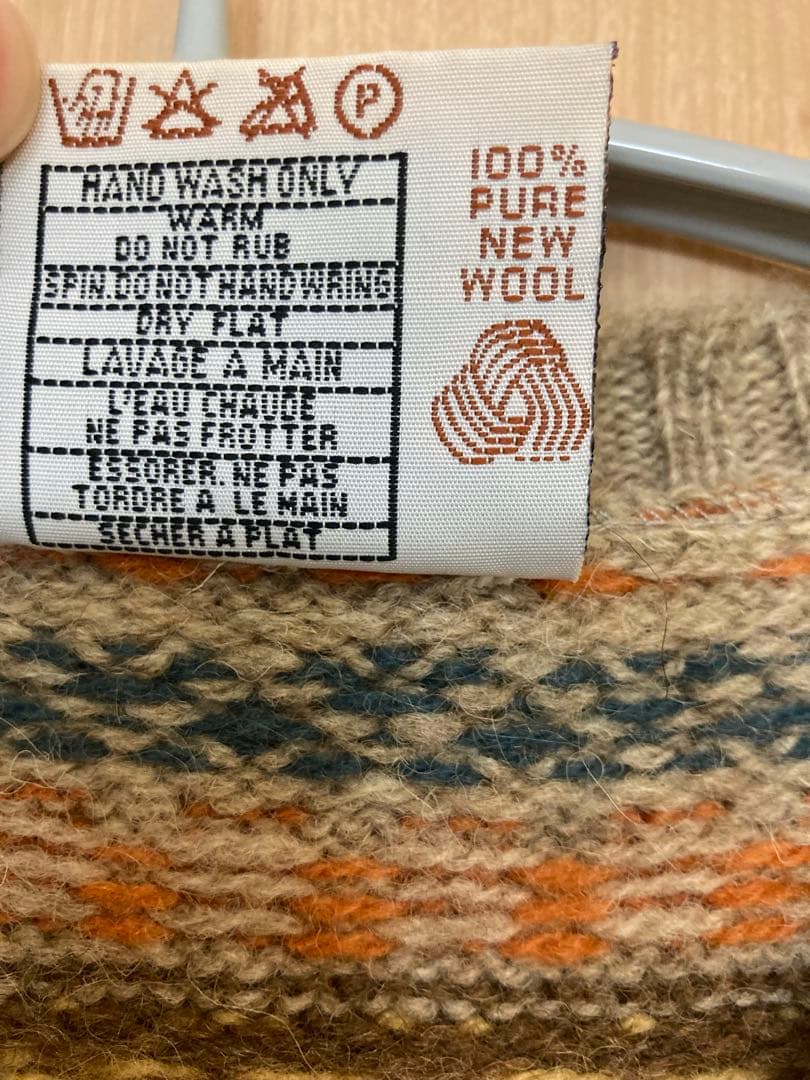 P
HAND WASH ONLY
WARM
DO NOT RUB
SPIN.DO NOT HAND WRING
DRY FLAT
LAVAGE A MAIN
L'EAU CHAUDE
NE PAS FROTTER
ESSORER. NE PAS
TORDRE A LE MAIN
SECHER A PLAT
100%
PURE
NEW
WOOL